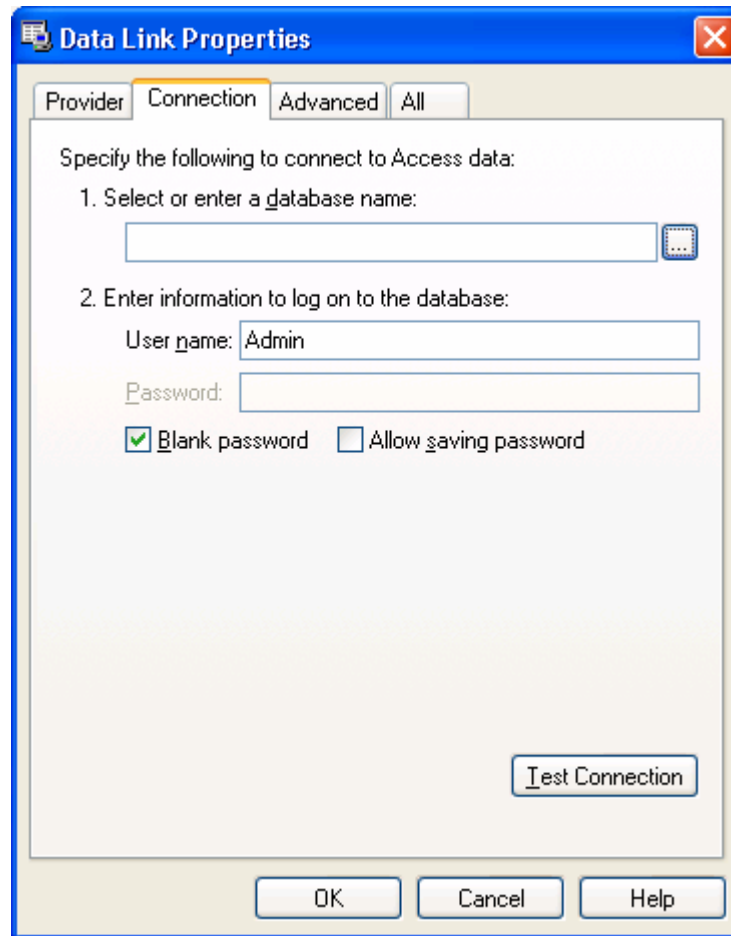 Data Link Properties
Provider Connection Advanced All
Specify the following to connect to Access data:
1. Select or enter a database name:
...
2. Enter information to log on to the database:
User name: Admin
Password:
Blank password Allow saving password
Test Connection
OK Cancel Help